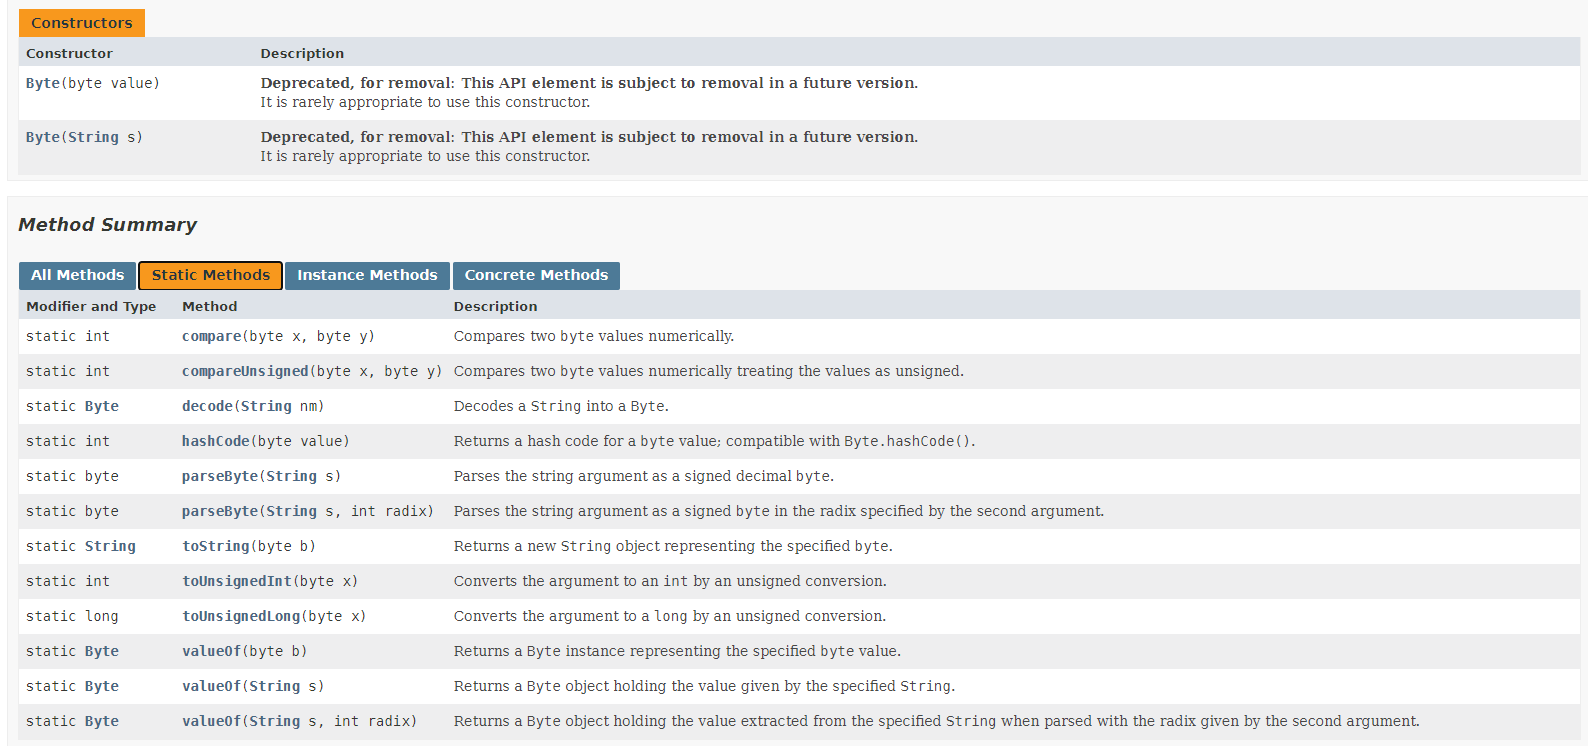 Constructors
Constructor Description
Byte(byte value) Deprecated, for removal: This API element is subject to removal in a future version.
It is rarely appropriate to use this constructor.
Byte(String s) Deprecated, for removal: This API element is subject to removal in a future version.
It is rarely appropriate to use this constructor.
Method Summary
All Methods Static Methods Instance Methods Concrete Methods
Modifier and Type Method Description
static int compare(byte x, byte y) Compares two byte values numerically.
static int compareUnsigned(byte x, byte y) Compares two byte values numerically treating the values as unsigned.
static Byte decode(String nm) Decodes a String into a Byte.
static int hashCode(byte value) Returns a hash code for a byte value; compatible with Byte.hashCode().
static byte parseByte(String s) Parses the string argument as a signed decimal byte.
static byte parseByte(String s, int radix) Parses the string argument as a signed byte in the radix specified by the second argument.
static String toString(byte b) Returns a new String object representing the specified byte.
static int toUnsignedInt(byte x) Converts the argument to an int by an unsigned conversion.
static long toUnsignedLong(byte x) Converts the argument to a long by an unsigned conversion.
static Byte valueOf(byte b) Returns a Byte instance representing the specified byte value.
static Byte valueOf(String s) Returns a Byte object holding the value given by the specified String.
static Byte valueOf(String s, int radix) Returns a Byte object holding the value extracted from the specified String when parsed with the radix given by the second argument.